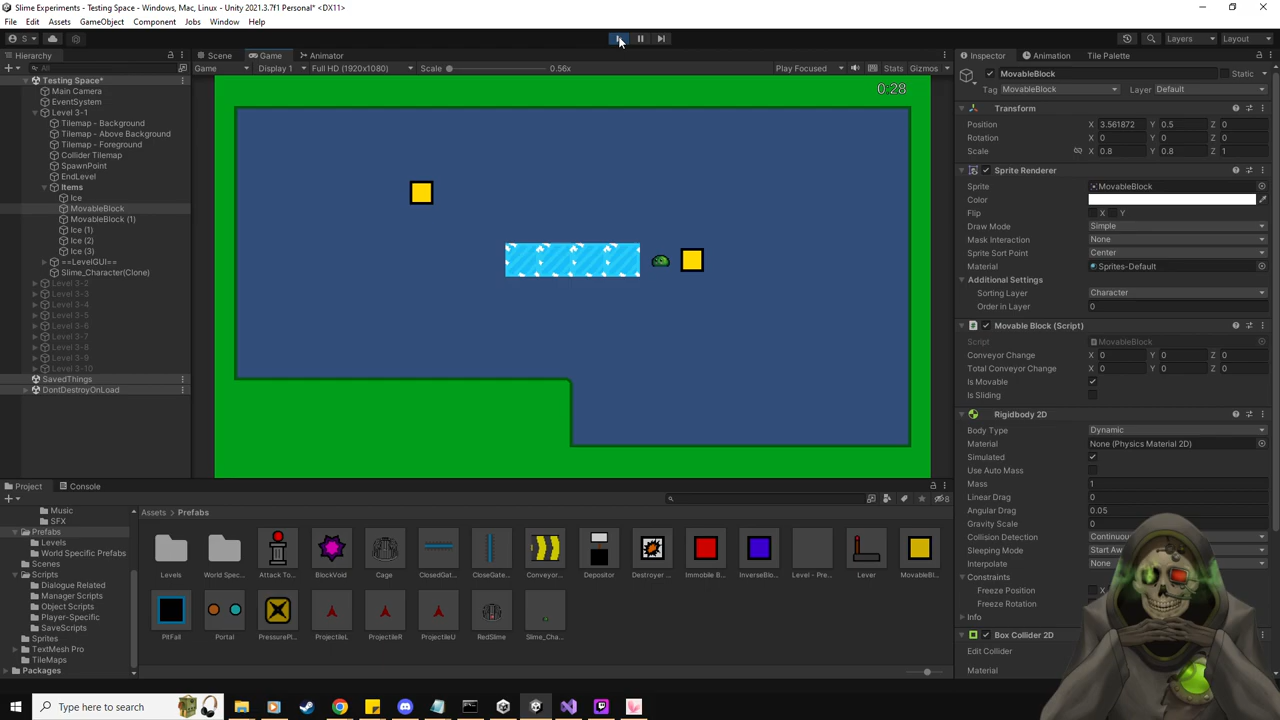 Slime Experiments - Testing Space - Windows, Mac, Linux - Unity 2021.3.7f1 Personal* <DX11>
File Edit Assets GameObject Component Jobs Window Help
S Layers Layout
Hierarchy Scene Game Animator Inspector Animation Tile Palette
All Game Display 1 Full HD (1920x1080) Scale 0.56x Play Focused Stats Gizmos
MovableBlock Static
Tag MovableBlock Layer Default
Testing Space*
Main Camera
EventSystem
Level 3-1
Tilemap - Background
Tilemap - Above Background
Tilemap - Foreground
Collider Tilemap
SpawnPoint
EndLevel
Items
Ice
MovableBlock
MovableBlock (1)
Ice (1)
Ice (2)
Ice (3)
==LevelGUI==
Slime_Character(Clone)
Level 3-2
Level 3-3
Level 3-4
Level 3-5
Level 3-6
Level 3-7
Level 3-8
Level 3-9
Level 3-10
SavedThings
DontDestroyOnLoad
0:28
Transform
Position X 3.561872 Y 0.5 Z 0
Rotation X 0 Y 0 Z 0
Scale X 0.8 Y 0.8 Z 1
Sprite Renderer
Sprite MovableBlock
Color
Flip X Y
Draw Mode Simple
Mask Interaction None
Sprite Sort Point Center
Material Sprites-Default
Additional Settings
Sorting Layer Character
Order in Layer 0
Movable Block (Script)
Script MovableBlock
Conveyor Change X 0 Y 0 Z 0
Total Conveyor Change X 0 Y 0 Z 0
Is Movable
Is Sliding
Rigidbody 2D
Body Type Dynamic
Material None (Physics Material 2D)
Simulated
Use Auto Mass
Mass 1
Linear Drag 0
Angular Drag 0.05
Gravity Scale 0
Collision Detection Continuou
Sleeping Mode Start Aw
Interpolate None
Constraints
Freeze Position
Freeze Rotation
Info
Box Collider 2D
Edit Collider
Material
Project Console
8
Music
SFX
Prefabs
Levels
World Specific Prefabs
Scenes
Scripts
Dialogue Related
Manager Scripts
Object Scripts
Player-Specific
SaveScripts
Sprites
TextMesh Pro
TileMaps
Packages
Assets > Prefabs
Levels World Spec... Attack To... BlockVoid Cage ClosedGat... CloseGate... Conveyor... Depositor Destroyer ... Immobile B... InverseBlo... Level - Pre... Lever MovableBl...
PitFall Portal PressurePl... ProjectileL ProjectileR ProjectileU RedSlime Slime_Cha...
Type here to search